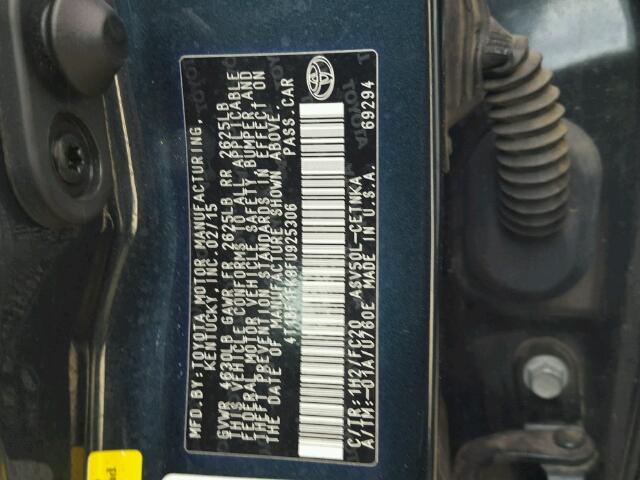 MFD.BY:TOYOTA MOTOR MANUFACTURING,
KENTUCKY, INC. 02/15
GVWR 4630LB GAWR FR 2625LB RR 2625LB
THIS VEHICLE CONFORMS TO ALL APPLICABLE
FEDERAL MOTOR VEHICLE SAFETY, BUMPER, AND
THEFT PREVENTION STANDARDS IN EFFECT ON
THE DATE OF MANUFACTURE SHOWN ABOVE.
PASS.CAR
C/TR:1H2/FC20 ASV50L-CETNKA
A/TM:-01A/U760E MADE IN U.S.A.
69294
TOYOTA